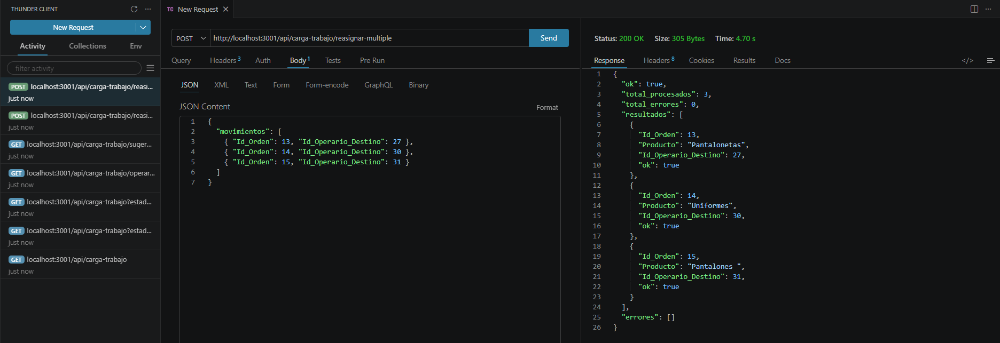 THUNDER CLIENT
New Request
Activity Collections Env
filter activity
POST localhost:3001/api/carga-trabajo/reasi...
just now
POST localhost:3001/api/carga-trabajo/reasi...
just now
GET localhost:3001/api/carga-trabajo/suger...
just now
GET localhost:3001/api/carga-trabajo/operar...
just now
GET localhost:3001/api/carga-trabajo?estad...
just now
GET localhost:3001/api/carga-trabajo?estad...
just now
GET localhost:3001/api/carga-trabajo
just now
TC New Request
POST http://localhost:3001/api/carga-trabajo/reasignar-multiple Send
Query Headers 3 Auth Body 1 Tests Pre Run
JSON XML Text Form Form-encode GraphQL Binary
JSON Content Format
1 {
2 "movimientos": [
3 { "Id_Orden": 13, "Id_Operario_Destino": 27 },
4 { "Id_Orden": 14, "Id_Operario_Destino": 30 },
5 { "Id_Orden": 15, "Id_Operario_Destino": 31 }
6 ]
7 }
Status: 200 OK Size: 305 Bytes Time: 4.70 s
Response Headers 8 Cookies Results Docs </>
1 {
2 "ok": true,
3 "total_procesados": 3,
4 "total_errores": 0,
5 "resultados": [
6 {
7 "Id_Orden": 13,
8 "Producto": "Pantalonetas",
9 "Id_Operario_Destino": 27,
10 "ok": true
11 },
12 {
13 "Id_Orden": 14,
14 "Producto": "Uniformes",
15 "Id_Operario_Destino": 30,
16 "ok": true
17 },
18 {
19 "Id_Orden": 15,
20 "Producto": "Pantalones ",
21 "Id_Operario_Destino": 31,
22 "ok": true
23 }
24 ],
25 "errores": []
26 }